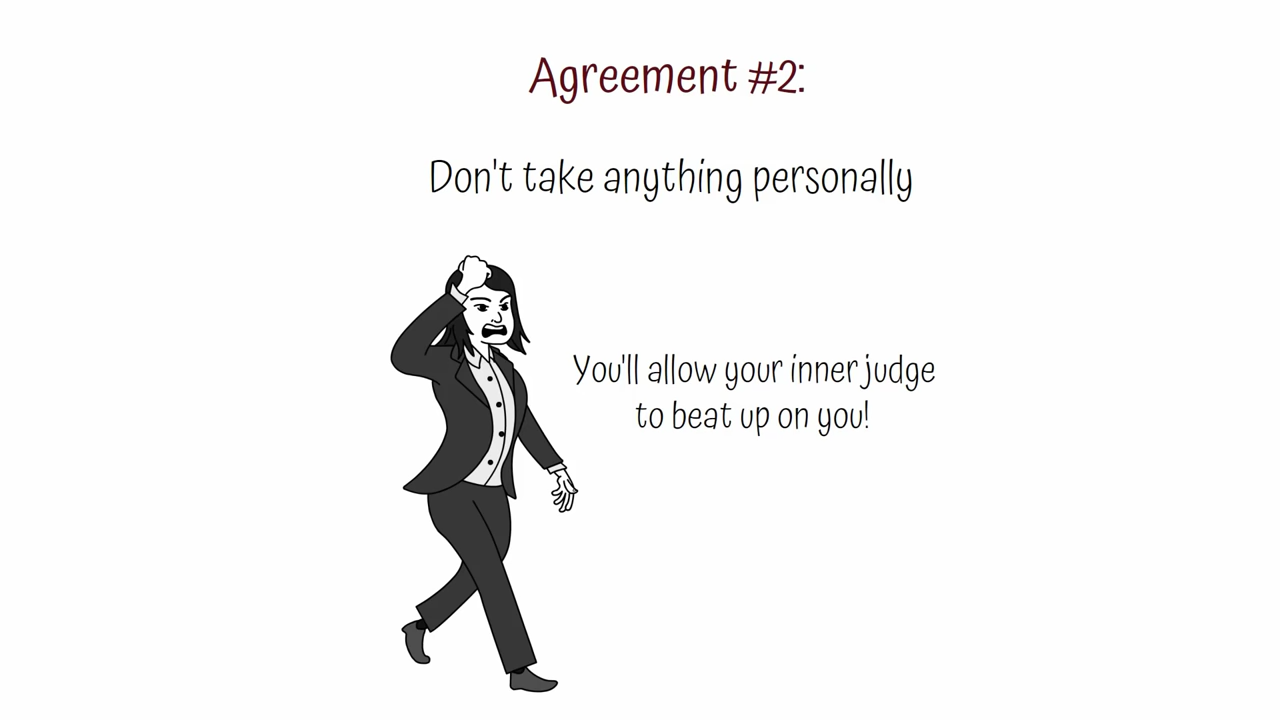 Agreement #2:
Don't take anything personally
You'll allow your inner judge
to beat up on you!